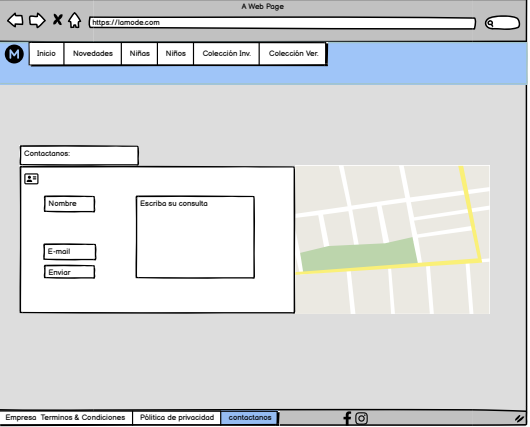 A Web Page
https://lamode.com
M Inicio Novedades Niñas Niños Colección Inv. Colección Ver.
Contactanos:
Nombre Escriba su consulta
E-mail
Enviar
Empresa Terminos & Condiciones Pólitica de privacidad contactanos